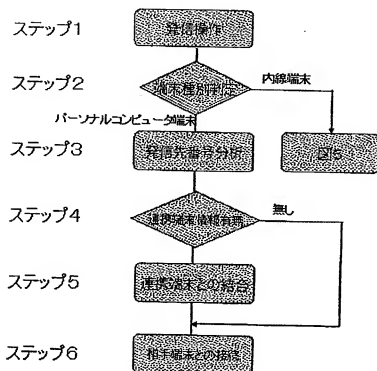 ステップ1
発信操作
ステップ2
端末種別判定
内線端末
パーソナルコンピュータ端末
ステップ3
発信先番号分析
図5
ステップ4
連携端末情報有無
無し
ステップ5
連携端末との結合
ステップ6
相手端末との接続